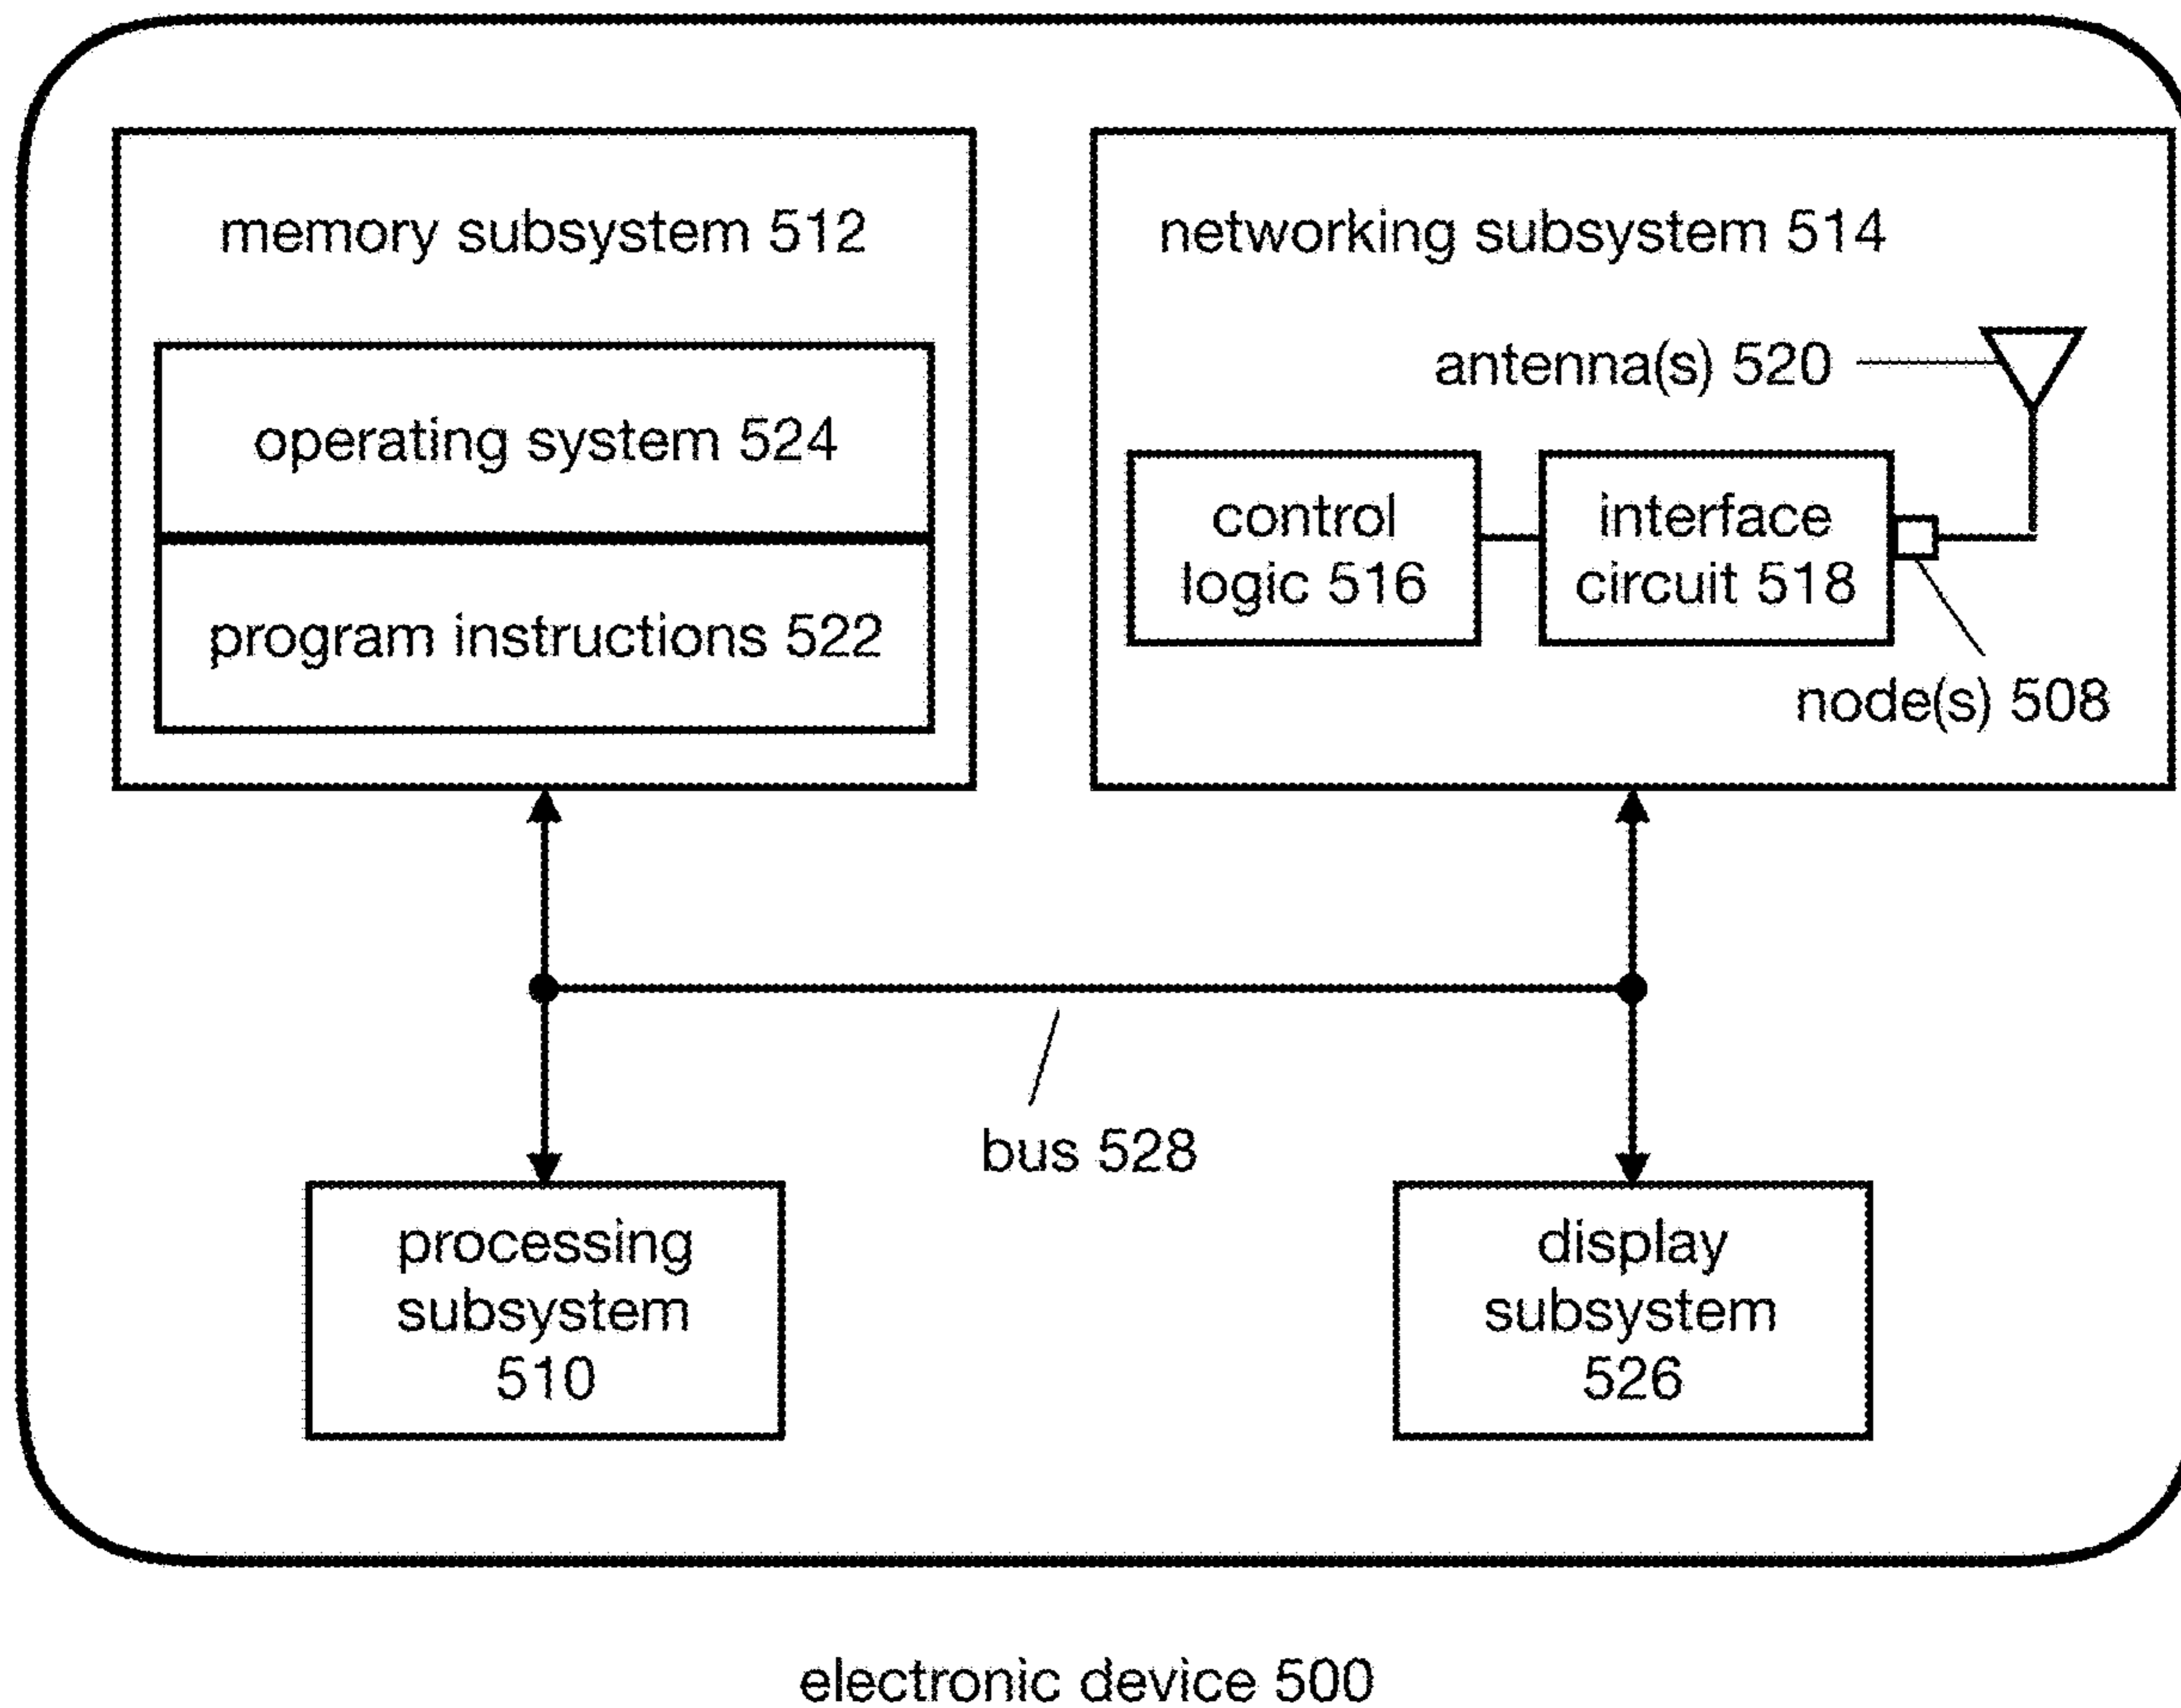 memory subsystem 512
operating system 524
program instructions 522
networking subsystem 514
antenna(s) 520
control
logic 516
interface
circuit 518
node(s) 508
bus 528
processing
subsystem
510
display
subsystem
526
electronic device 500